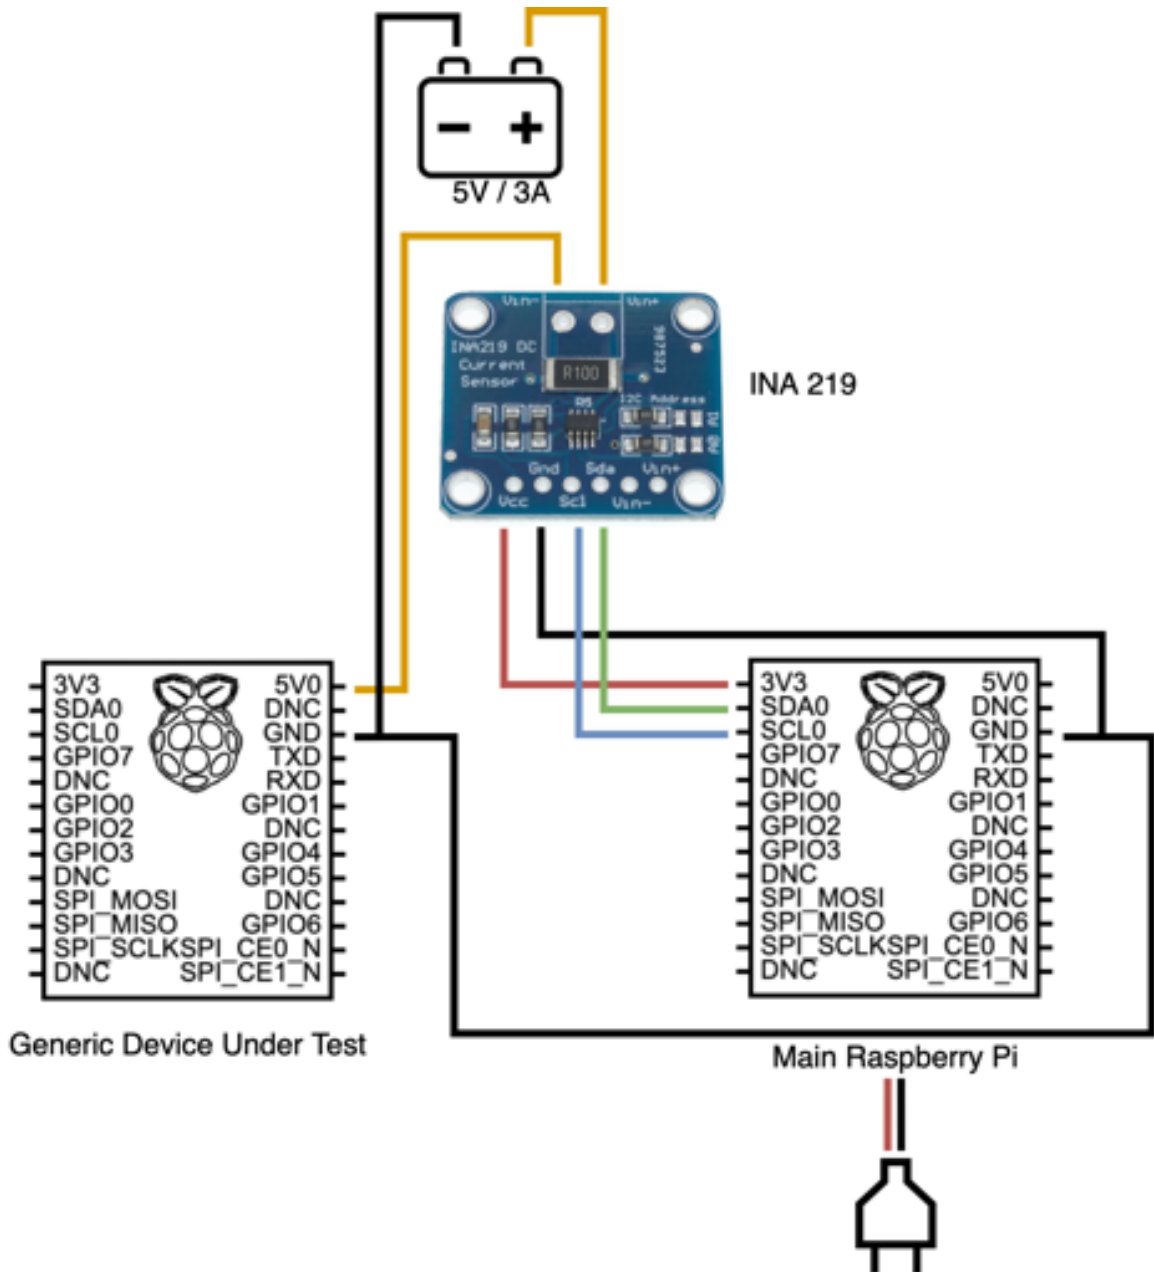 5V / 3A
Vin-
Vin+
INA219 DC
Current
Sensor
R100
I2C Address
A0
Gnd
Sda
Vin+
Vcc
Scl
Vin-
INA 219
3V3
SDA0
SCL0
GPIO7
DNC
GPIO0
GPIO2
GPIO3
DNC
SPI_MOSI
SPI_MISO
SPI_SCLK
DNC
5V0
DNC
GND
TXD
RXD
GPIO1
DNC
GPIO4
GPIO5
DNC
GPIO6
SPI_CE0_N
SPI_CE1_N
Generic Device Under Test
3V3
SDA0
SCL0
GPIO7
DNC
GPIO0
GPIO2
GPIO3
DNC
SPI_MOSI
SPI_MISO
SPI_SCLK
DNC
5V0
DNC
GND
TXD
RXD
GPIO1
DNC
GPIO4
GPIO5
DNC
GPIO6
SPI_CE0_N
SPI_CE1_N
Main Raspberry Pi